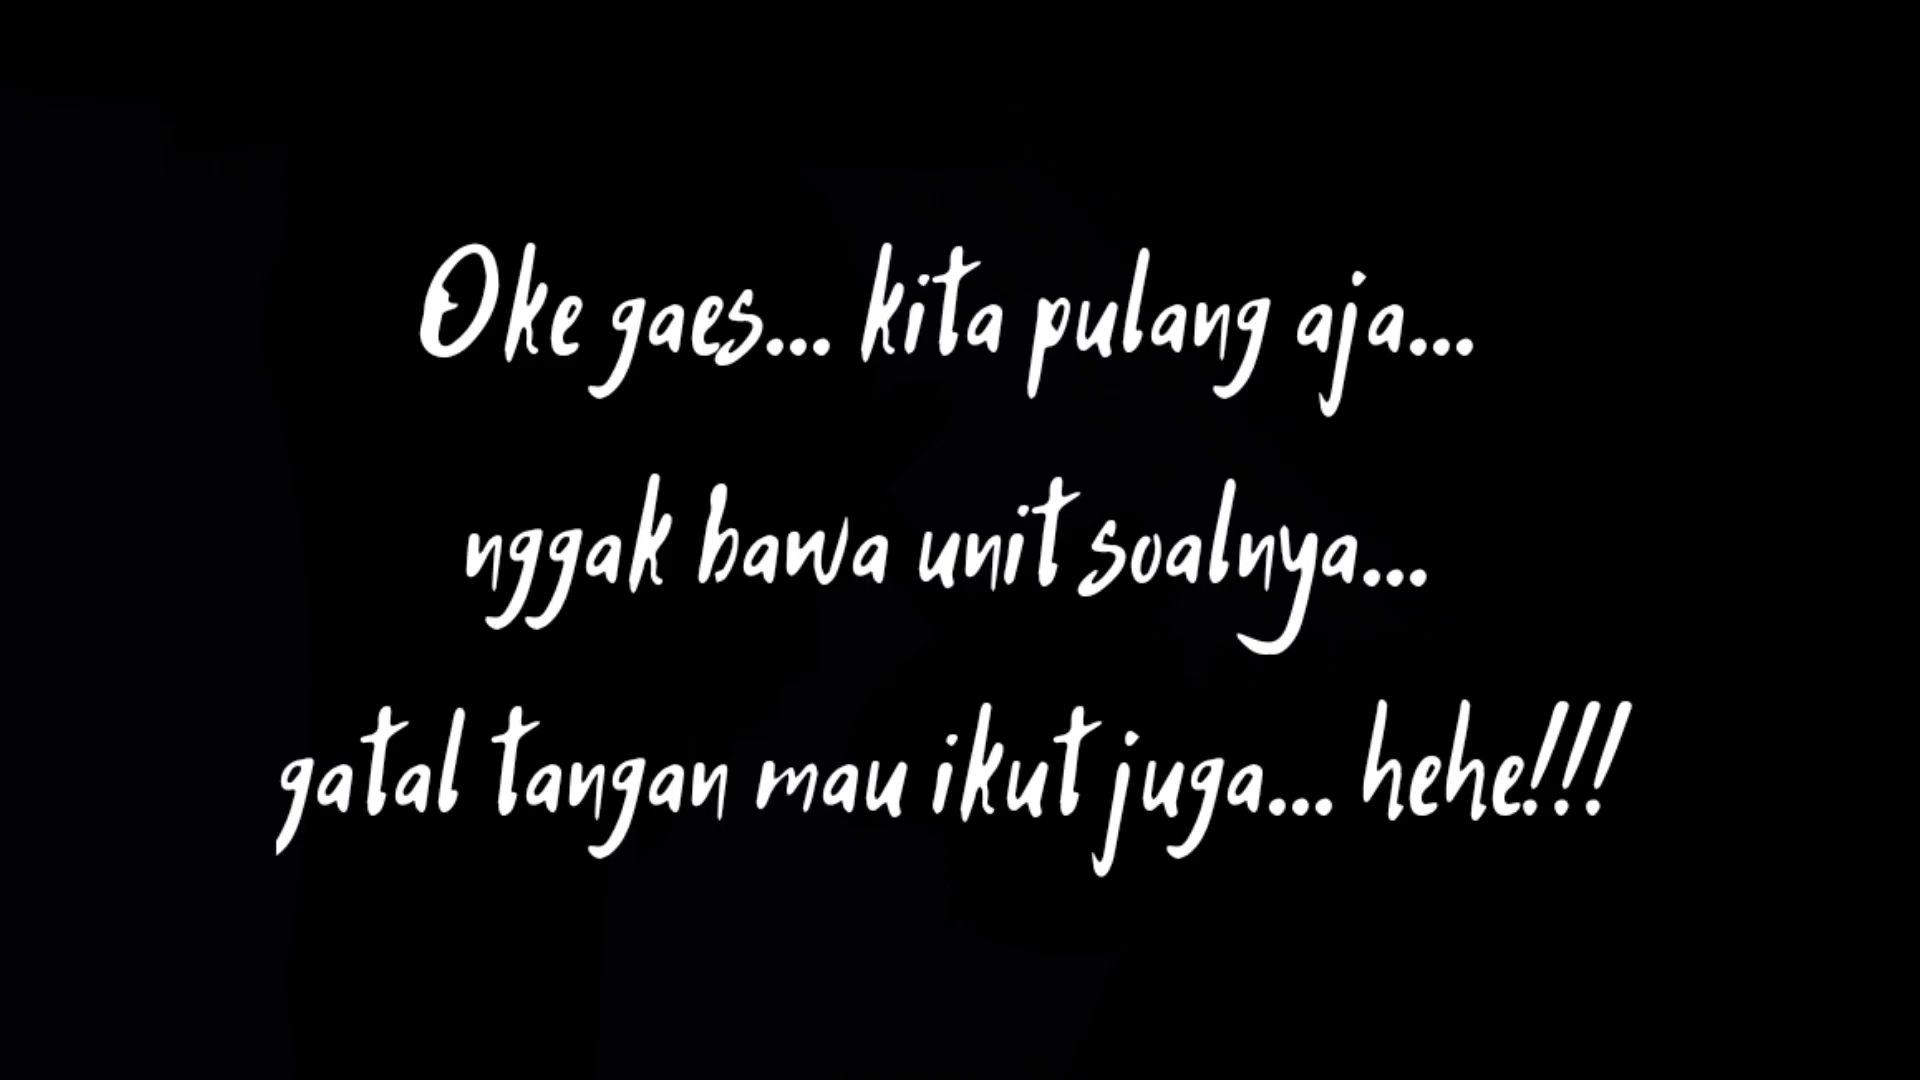 Oke gaes... kita pulang aja...
nggak bawa unit soalnya...
gatal tangan mau ikut juga... hehe!!!